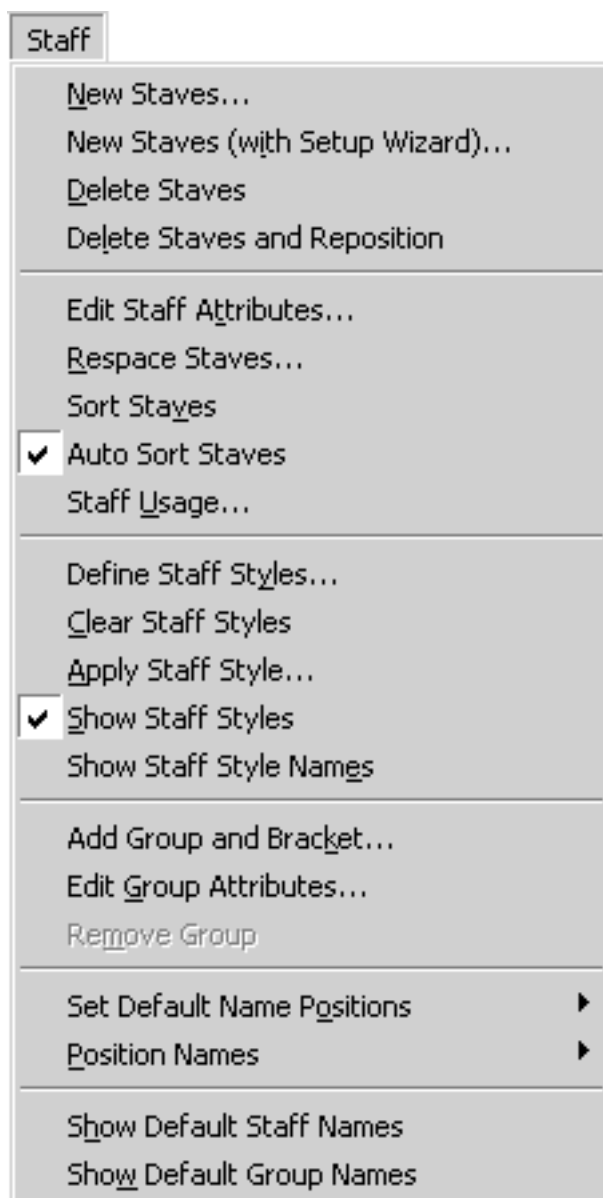 Staff
New Staves...
New Staves (with Setup Wizard)...
Delete Staves
Delete Staves and Reposition
Edit Staff Attributes...
Respace Staves...
Sort Staves
Auto Sort Staves
Staff Usage...
Define Staff Styles...
Clear Staff Styles
Apply Staff Style...
Show Staff Styles
Show Staff Style Names
Add Group and Bracket...
Edit Group Attributes...
Remove Group
Set Default Name Positions
Position Names
Show Default Staff Names
Show Default Group Names